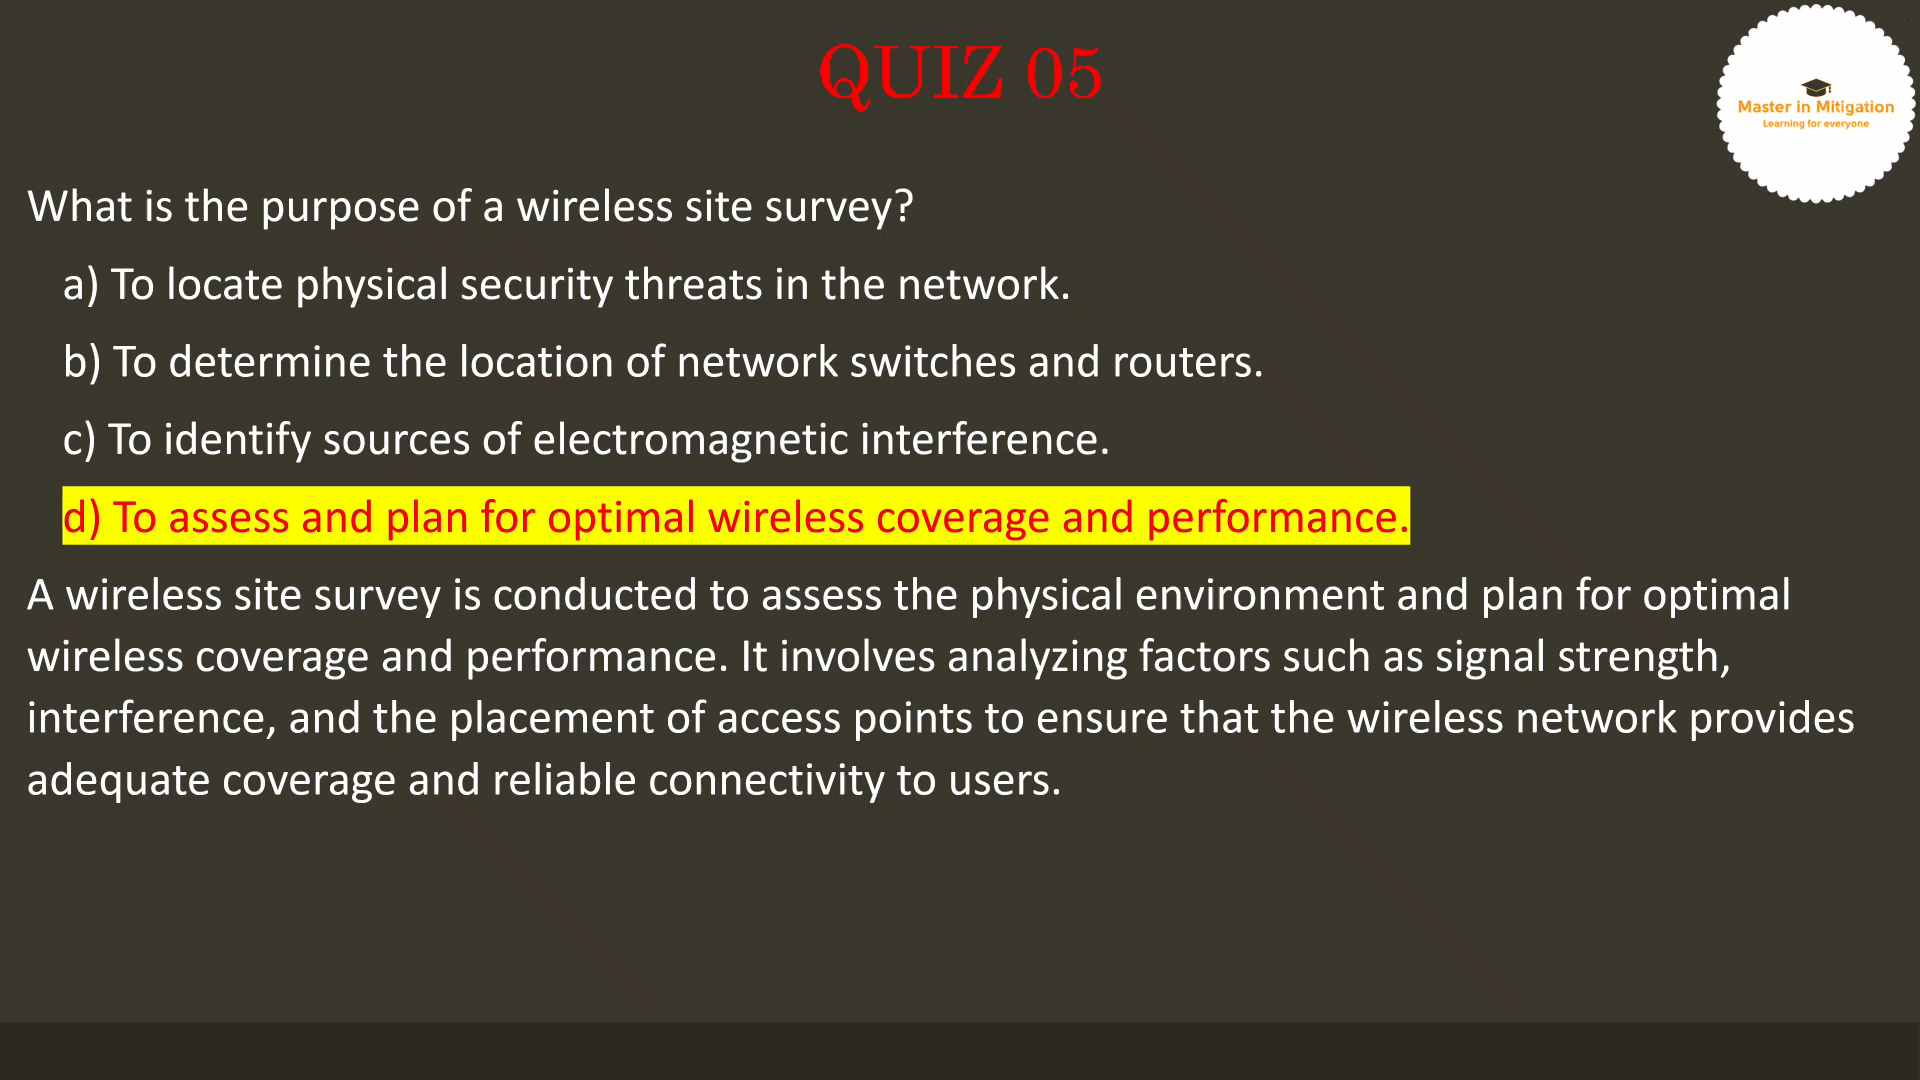 QUIZ 05
Master in Mitigation
Learning for everyone
What is the purpose of a wireless site survey?
a) To locate physical security threats in the network.
b) To determine the location of network switches and routers.
c) To identify sources of electromagnetic interference.
d) To assess and plan for optimal wireless coverage and performance.
A wireless site survey is conducted to assess the physical environment and plan for optimal
wireless coverage and performance. It involves analyzing factors such as signal strength,
interference, and the placement of access points to ensure that the wireless network provides
adequate coverage and reliable connectivity to users.